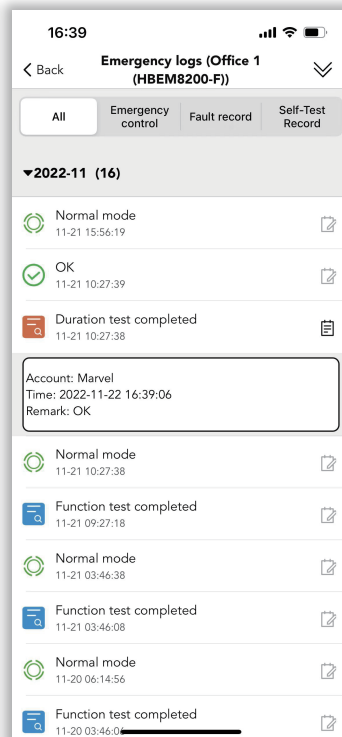 16:39
Back
Emergency logs (Office 1
(HBEM8200-F))
All
Emergency
control
Fault record
Self-Test
Record
2022-11 (16)
Normal mode
11-21 15:56:19
OK
11-21 10:27:39
Duration test completed
11-21 10:27:38
Account: Marvel
Time: 2022-11-22 16:39:06
Remark: OK
Normal mode
11-21 10:27:38
Function test completed
11-21 09:27:18
Normal mode
11-21 03:46:38
Function test completed
11-21 03:46:08
Normal mode
11-20 06:14:56
Function test completed
11-20